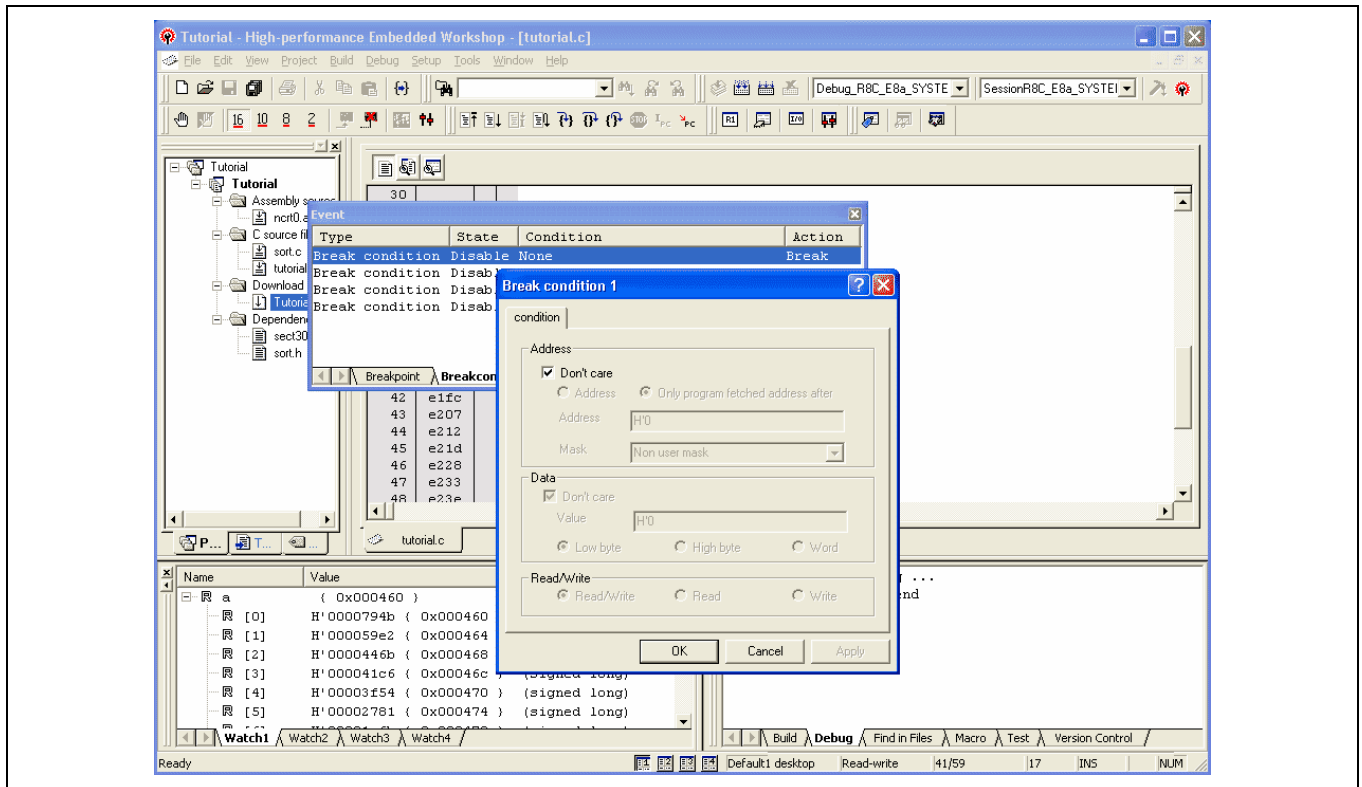 Tutorial - High-performance Embedded Workshop - [tutorial.c]
File Edit View Project Build Debug Setup Tools Window Help
Debug_R8C_E8a_SYSTE
SessionR8C_E8a_SYSTEI
16 10 8 2
Tutorial
Tutorial
Assembly
ncrt0.a
C source fil
sort.c
tutorial
Download
Tutoria
Dependen
sect30
sort.h
P... T... ...
30
Event
Type State Condition Action
Break condition Disable None Break
Break condition Disab
Break condition Disab
Break condition Disab.
Breakpoint Breakcon
42 e1fc
43 e207
44 e212
45 e21d
46 e228
47 e233
48 e23e
tutorial.c
Break condition 1
condition
Address
Don't care
Address Only program fetched address after
Address H'0
Mask Non user mask
Data
Don't care
Value H'0
Low byte High byte Word
Read/Write
Read/Write Read Write
OK Cancel Apply
Name Value
a ( 0x000460 )
[0] H'0000794b ( 0x000460
[1] H'000059e2 ( 0x000464
[2] H'0000446b ( 0x000468
[3] H'000041c6 ( 0x00046c ) (signed long)
[4] H'00003f54 ( 0x000470 ) (signed long)
[5] H'00002781 ( 0x000474 ) (signed long)
Watch1 Watch2 Watch3 Watch4
...
end
Build Debug Find in Files Macro Test Version Control
Ready
Default1 desktop Read-write 41/59 17 INS NUM